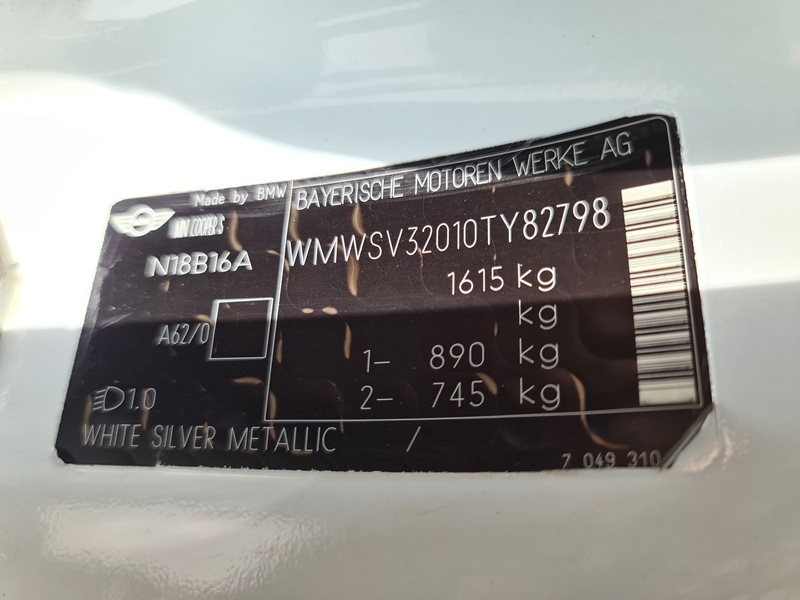 Made by BMW
BAYERISCHE MOTOREN WERKE AG
MINI COOPER S
N18B16A
WMWSV32010TY82798
1615 kg
kg
A62/0
1– 890 kg
2– 745 kg
1.0
WHITE SILVER METALLIC /
7 049 310